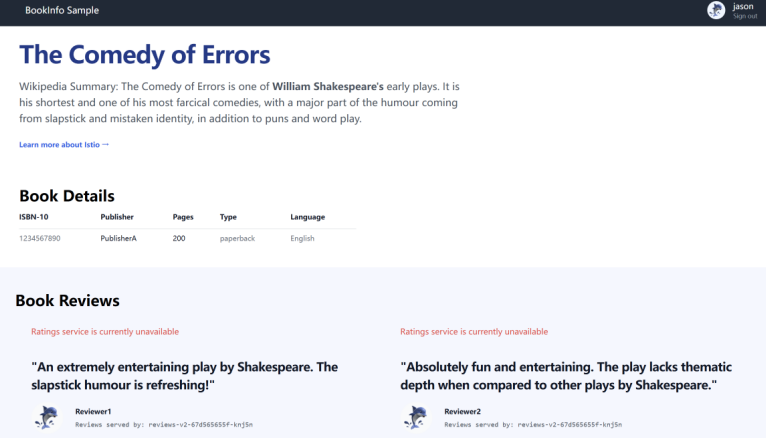 BookInfo Sample
jason
Sign out
The Comedy of Errors
Wikipedia Summary: The Comedy of Errors is one of William Shakespeare's early plays. It is
his shortest and one of his most farcical comedies, with a major part of the humour coming
from slapstick and mistaken identity, in addition to puns and word play.
Learn more about Istio →
Book Details
ISBN-10 Publisher Pages Type Language
1234567890 PublisherA 200 paperback English
Book Reviews
Ratings service is currently unavailable
"An extremely entertaining play by Shakespeare. The
slapstick humour is refreshing!"
Reviewer1
Reviews served by: reviews-v2-67d565655f-knj5n
Ratings service is currently unavailable
"Absolutely fun and entertaining. The play lacks thematic
depth when compared to other plays by Shakespeare."
Reviewer2
Reviews served by: reviews-v2-67d565655f-knj5n